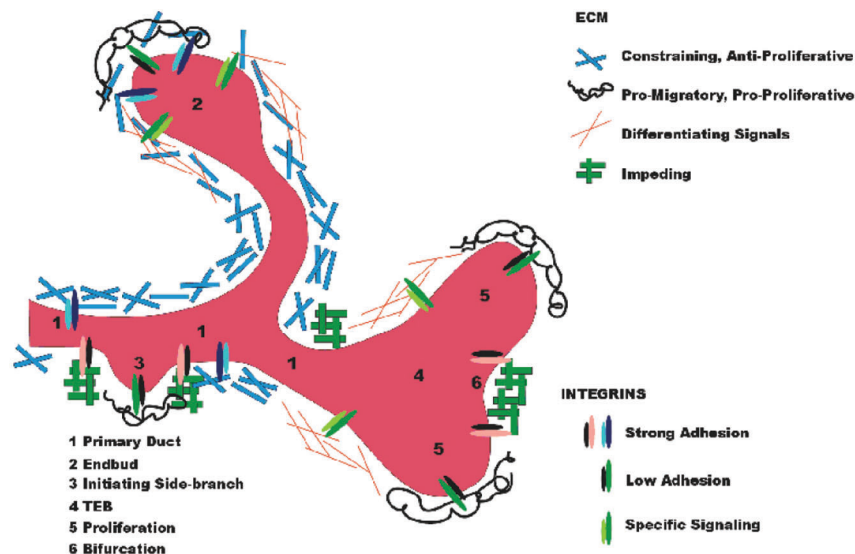 ECM
Constraining, Anti-Proliferative
Pro-Migratory, Pro-Proliferative
Differentiating Signals
Impeding
2
1
1
3
1
4
5
6
5
INTEGRINS
Strong Adhesion
Low Adhesion
Specific Signaling
1 Primary Duct
2 Endbud
3 Initiating Side-branch
4 TEB
5 Proliferation
6 Bifurcation